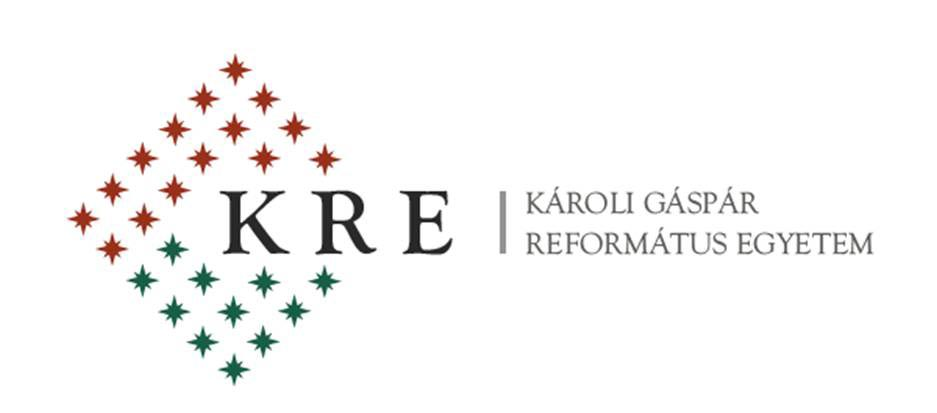 KRE
KÁROLI GÁSPÁR
REFORMÁTUS EGYETEM